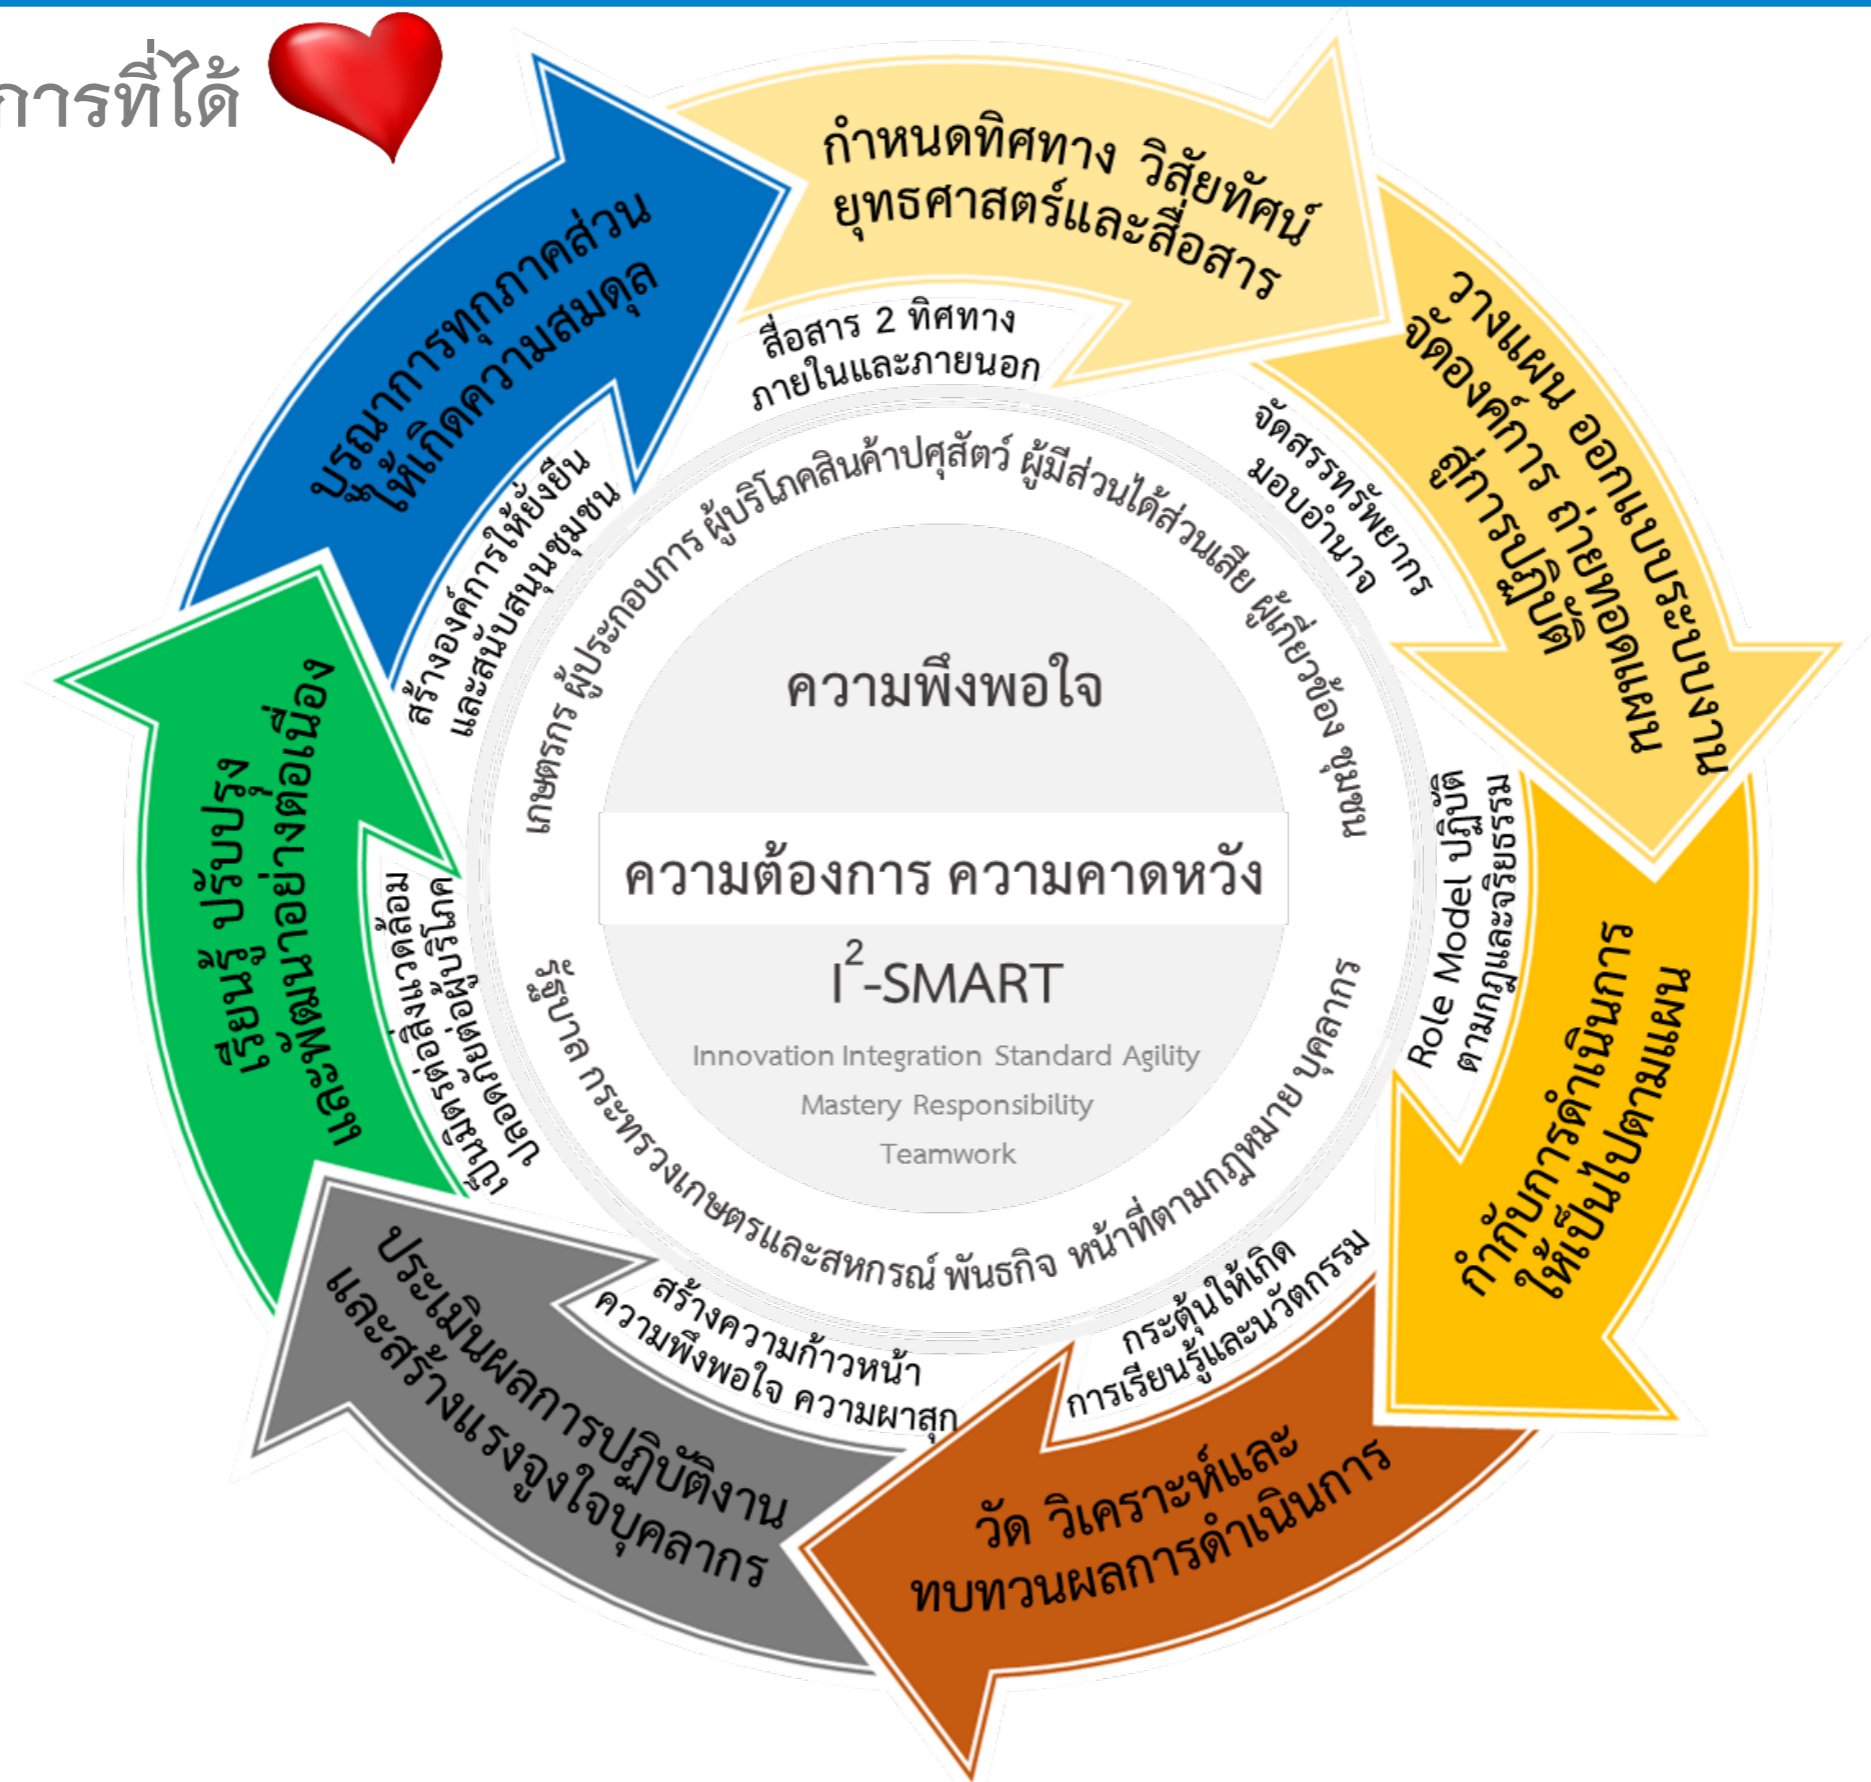 การที่ได้
กำหนดทิศทาง วิสัยทัศน์
ยุทธศาสตร์และสื่อสาร
สื่อสาร 2 ทิศทาง
ภายในและภายนอก
วางแผน ออกแบบระบบงาน
จัดองค์การ ถ่ายทอดแผน
สู่การปฏิบัติ
จัดสรรทรัพยากร
มอบอำนาจ
กำกับการดำเนินการ
ให้เป็นไปตามแผน
Role Model ปฏิบัติ
ตามกฎและจริยธรรม
วัด วิเคราะห์และ
ทบทวนผลการดำเนินการ
กระตุ้นให้เกิด
การเรียนรู้และนวัตกรรม
ประเมินผลการปฏิบัติงาน
และสร้างแรงจูงใจบุคลากร
สร้างความก้าวหน้า
ความพึงพอใจ ความผาสุก
เรียนรู้ ปรับปรุง
และพัฒนาอย่างต่อเนื่อง
เป็นมิตรต่อสิ่งแวดล้อม
ปลอดภัยต่อผู้บริโภค
บูรณาการทุกภาคส่วน
ให้เกิดความสมดุล
สร้างองค์การให้ยั่งยืน
และสนับสนุนชุมชน
เกษตรกร ผู้ประกอบการ ผู้บริโภคสินค้าปศุสัตว์ ผู้มีส่วนได้ส่วนเสีย ผู้เกี่ยวข้อง ชุมชน
ความพึงพอใจ
ความต้องการ ความคาดหวัง
I²-SMART
Innovation Integration Standard Agility
Mastery Responsibility
Teamwork
รัฐบาล กระทรวงเกษตรและสหกรณ์ พันธกิจ หน้าที่ตามกฎหมาย บุคลากร